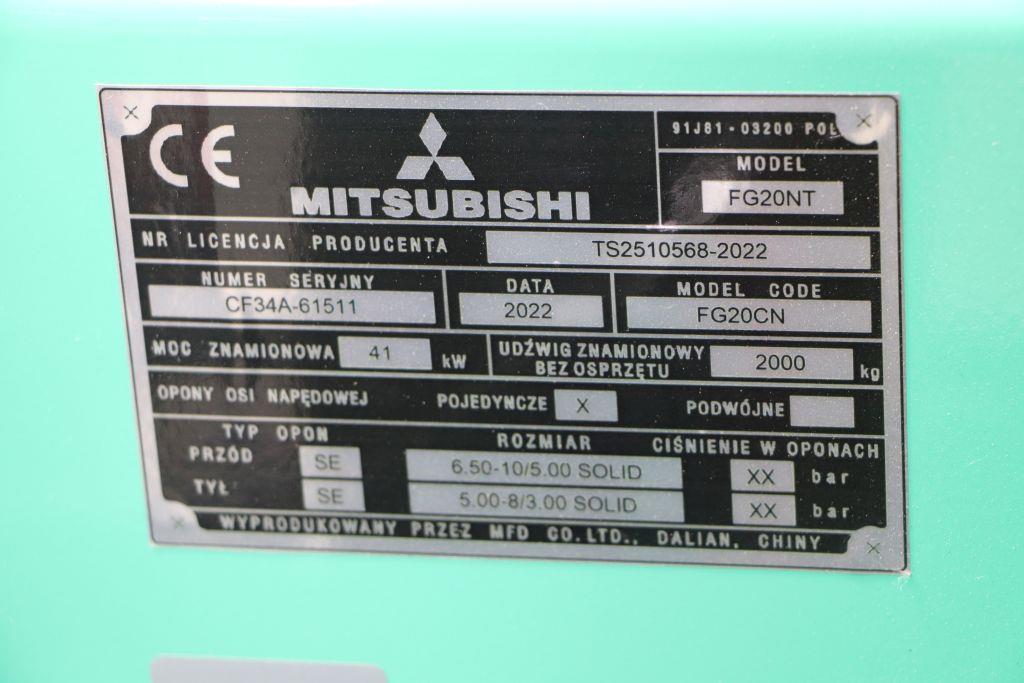 CE
MITSUBISHI
91J81-03200 POL
MODEL
FG20NT
NR LICENCJA PRODUCENTA TS2510568-2022
NUMER SERYJNY
CF34A-61511
DATA
2022
MODEL CODE
FG20CN
MOC ZNAMIONOWA 41 kW
UDŹWIG ZNAMIONOWY
BEZ OSPRZĘTU 2000 kg
OPONY OSI NAPĘDOWEJ POJEDYNCZE X PODWÓJNE
TYP OPON ROZMIAR CIŚNIENIE W OPONACH
PRZÓD SE 6.50-10/5.00 SOLID XX bar
TYŁ SE 5.00-8/3.00 SOLID XX bar
WYPRODUKOWANY PRZEZ MFD CO.LTD., DALIAN, CHINY